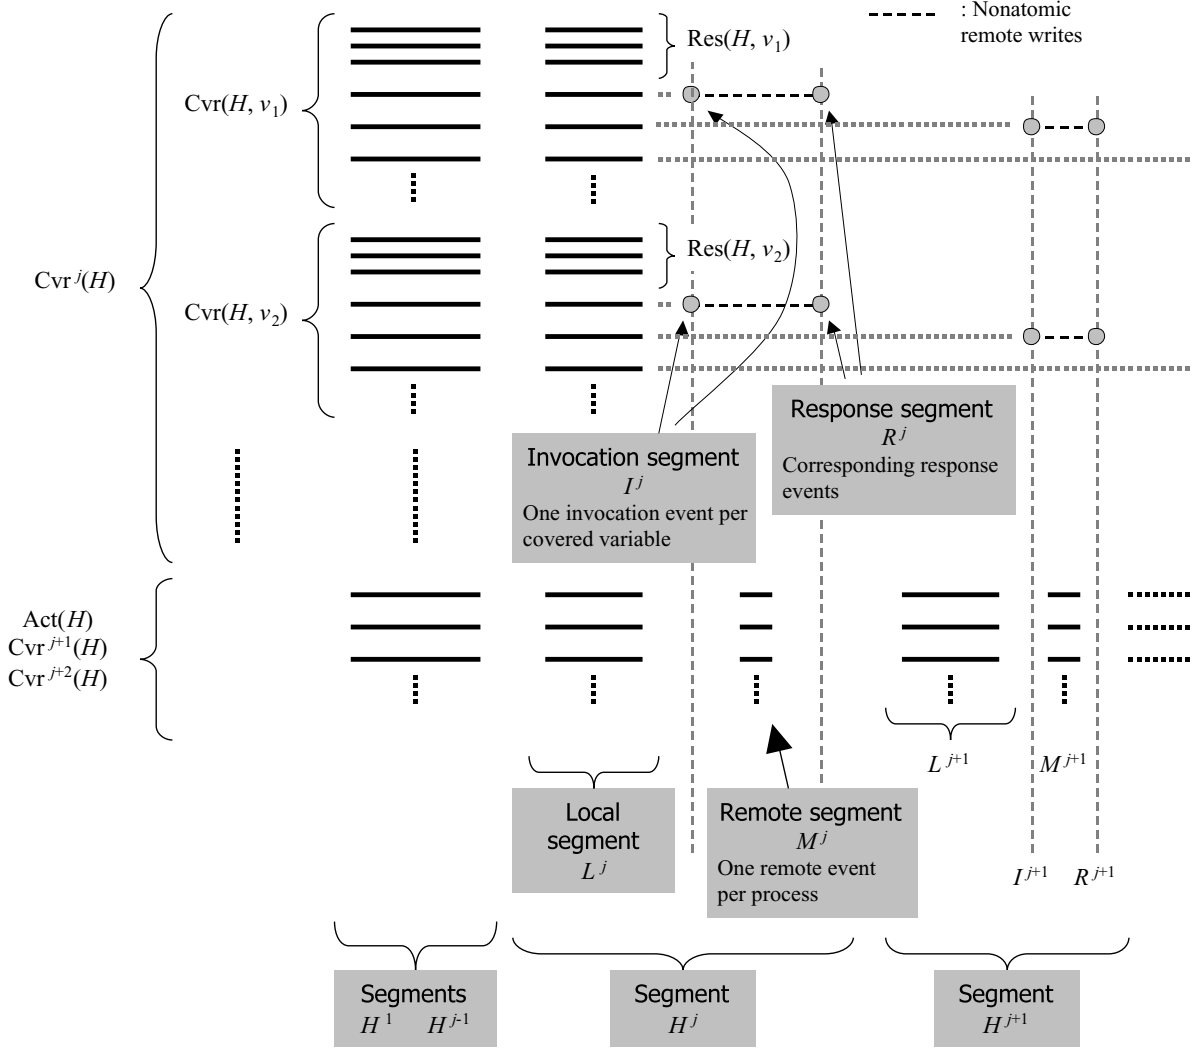 : Nonatomic
remote writes
Res(H, v₁)
Cvr(H, v₁)
Res(H, v₂)
Cvr ʲ(H)
Cvr(H, v₂)
Response segment
R ʲ
Corresponding response
events
Invocation segment
I ʲ
One invocation event per
covered variable
Act(H)
Cvr ʲ⁺¹(H)
Cvr ʲ⁺²(H)
L ʲ⁺¹
M ʲ⁺¹
Local
segment
L ʲ
Remote segment
M ʲ
One remote event
per process
I ʲ⁺¹
R ʲ⁺¹
Segments
H ¹ H ʲ⁻¹
Segment
H ʲ
Segment
H ʲ⁺¹